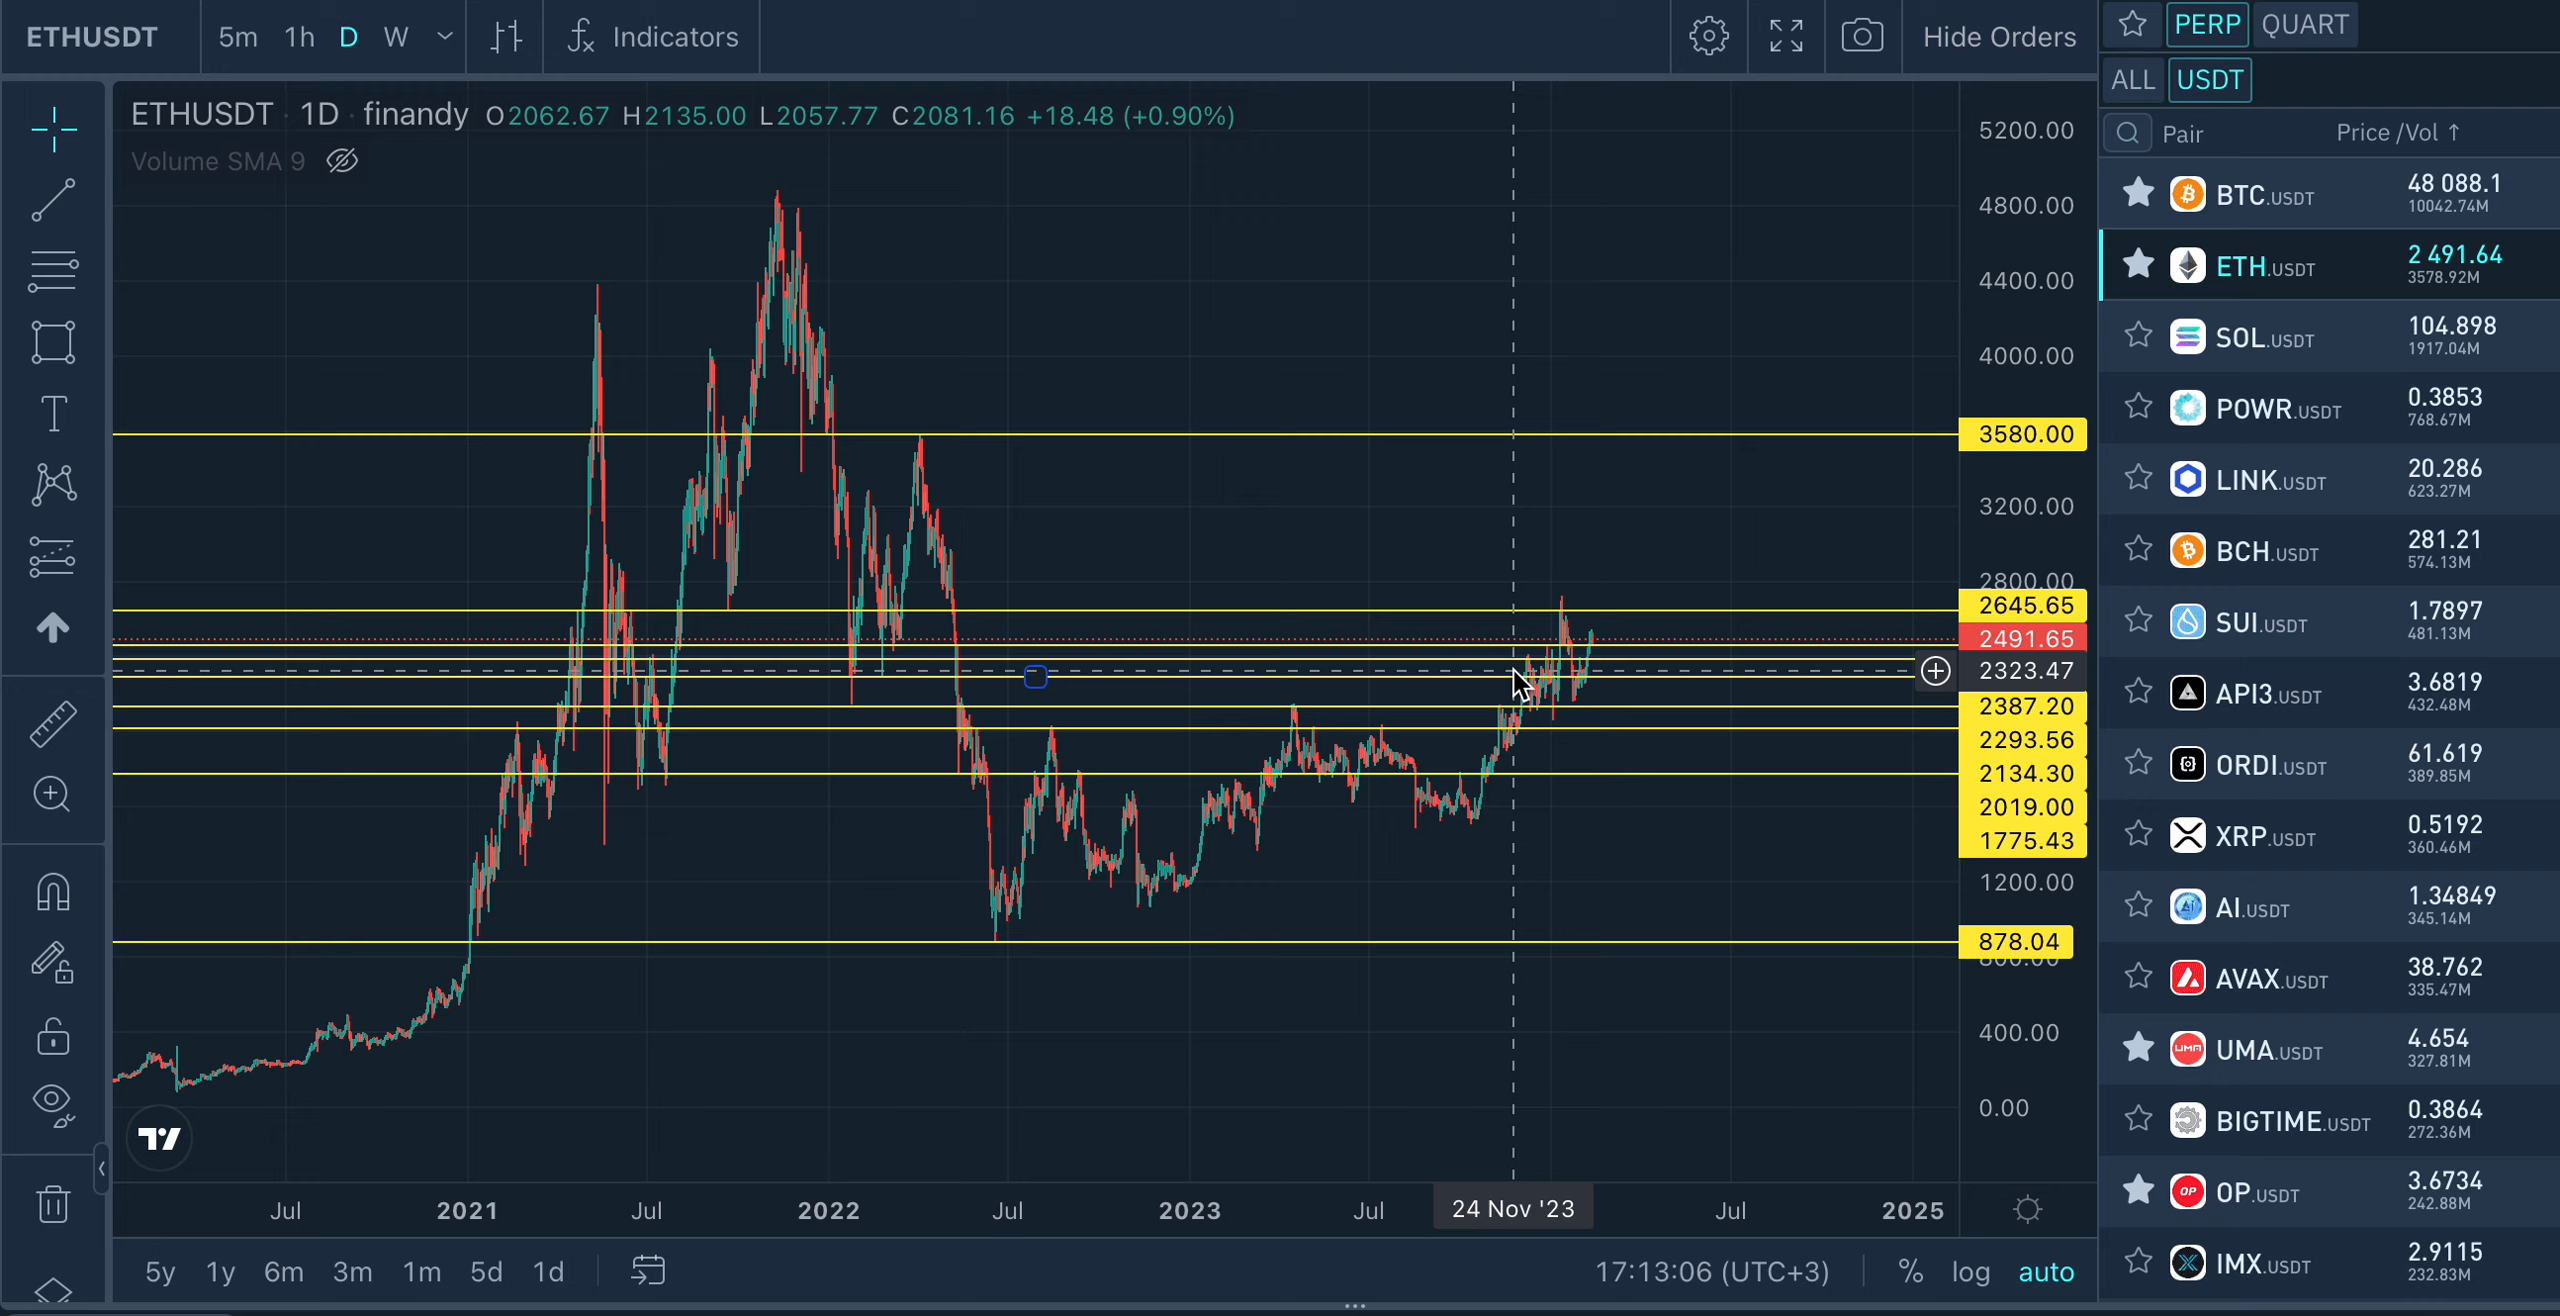 ETHUSDT 5m 1h D W Indicators Hide Orders
PERP QUART
ALL USDT
Pair Price /Vol ↑
ETHUSDT · 1D · finandy O2062.67 H2135.00 L2057.77 C2081.16 +18.48 (+0.90%)
Volume SMA 9
T
5200.00
4800.00
4400.00
4000.00
3580.00
3200.00
2800.00
2645.65
2491.65
2323.47
2387.20
2293.56
2134.30
2019.00
1775.43
1200.00
878.04
800.00
400.00
0.00
Jul 2021 Jul 2022 Jul 2023 Jul 24 Nov '23 Jul 2025
5y 1y 6m 3m 1m 5d 1d 17:13:06 (UTC+3) % log auto
BTC.USDT 48 088.1
10042.74M
ETH.USDT 2 491.64
3578.92M
SOL.USDT 104.898
1917.04M
POWR.USDT 0.3853
768.67M
LINK.USDT 20.286
623.27M
BCH.USDT 281.21
574.13M
SUI.USDT 1.7897
481.13M
API3.USDT 3.6819
432.48M
ORDI.USDT 61.619
389.85M
XRP.USDT 0.5192
360.46M
AI.USDT 1.34849
345.14M
AVAX.USDT 38.762
335.47M
UMA UMA.USDT 4.654
327.81M
BIGTIME.USDT 0.3864
272.36M
OP OP.USDT 3.6734
242.88M
IMX.USDT 2.9115
232.83M